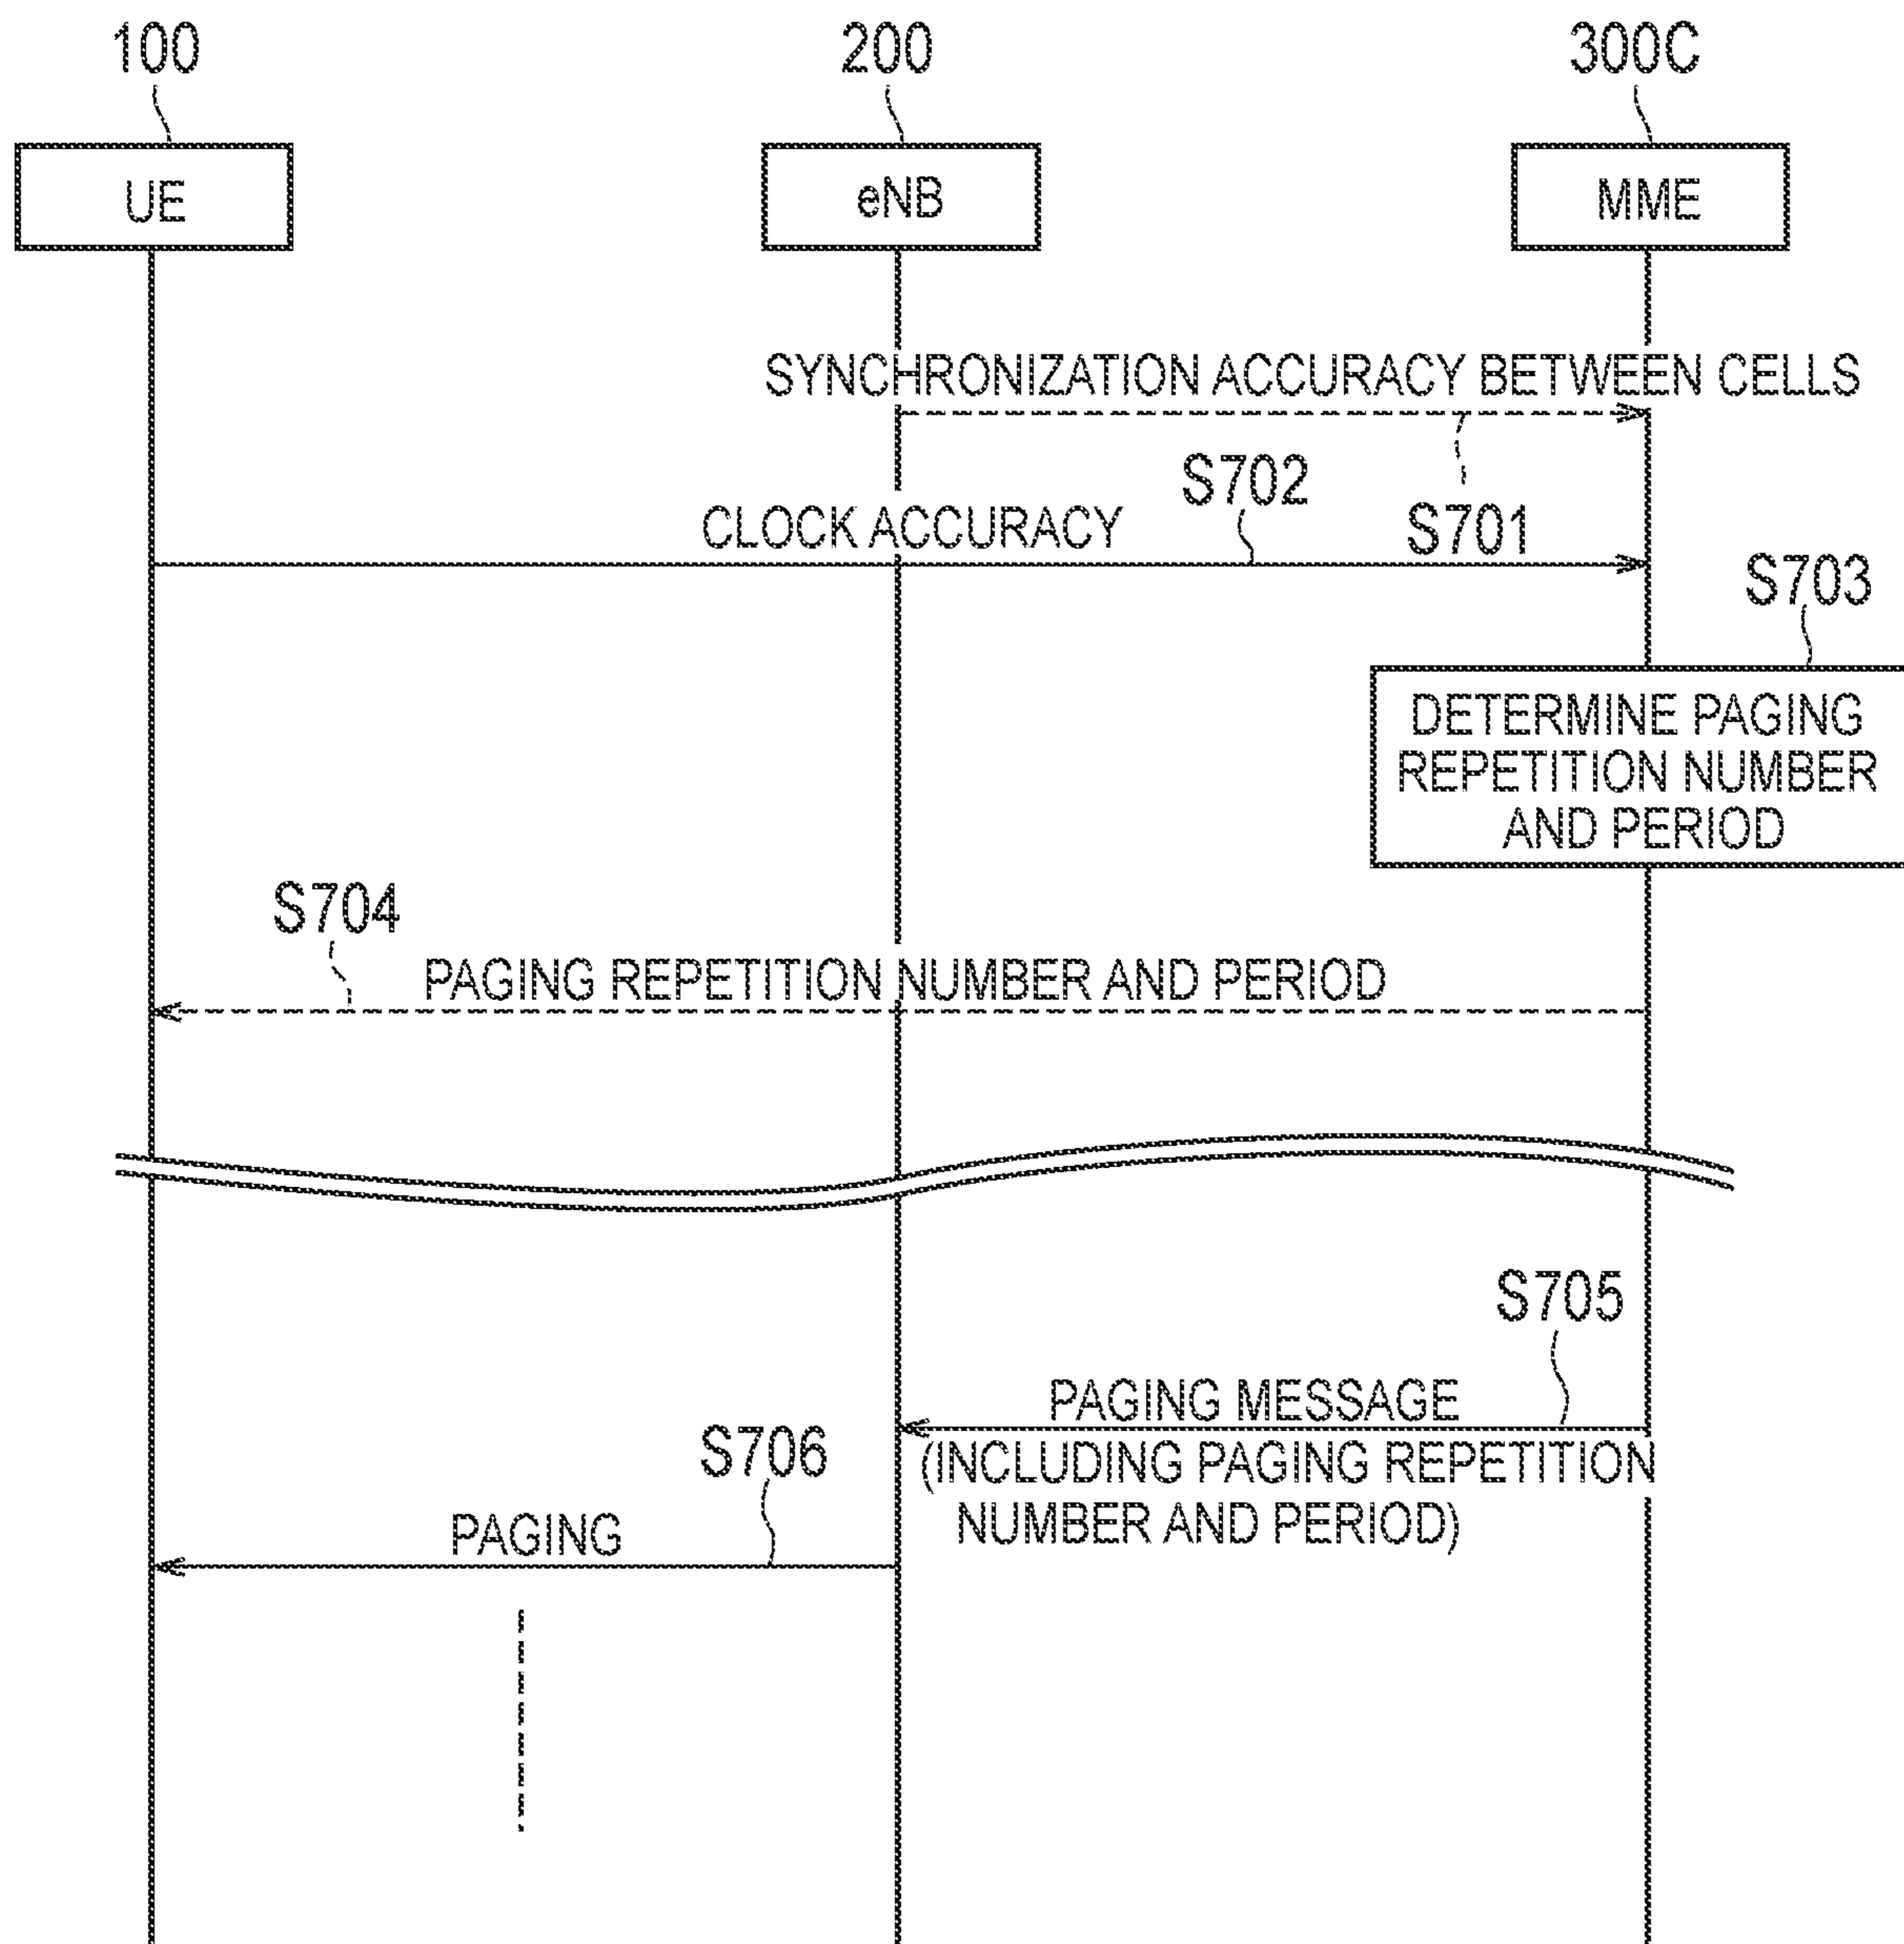 100
200
300C
UE
eNB
MME
SYNCHRONIZATION ACCURACY BETWEEN CELLS
S702
S701
CLOCK ACCURACY
S703
DETERMINE PAGING
REPETITION NUMBER
AND PERIOD
S704
PAGING REPETITION NUMBER AND PERIOD
S705
PAGING MESSAGE
(INCLUDING PAGING REPETITION
NUMBER AND PERIOD)
S706
PAGING